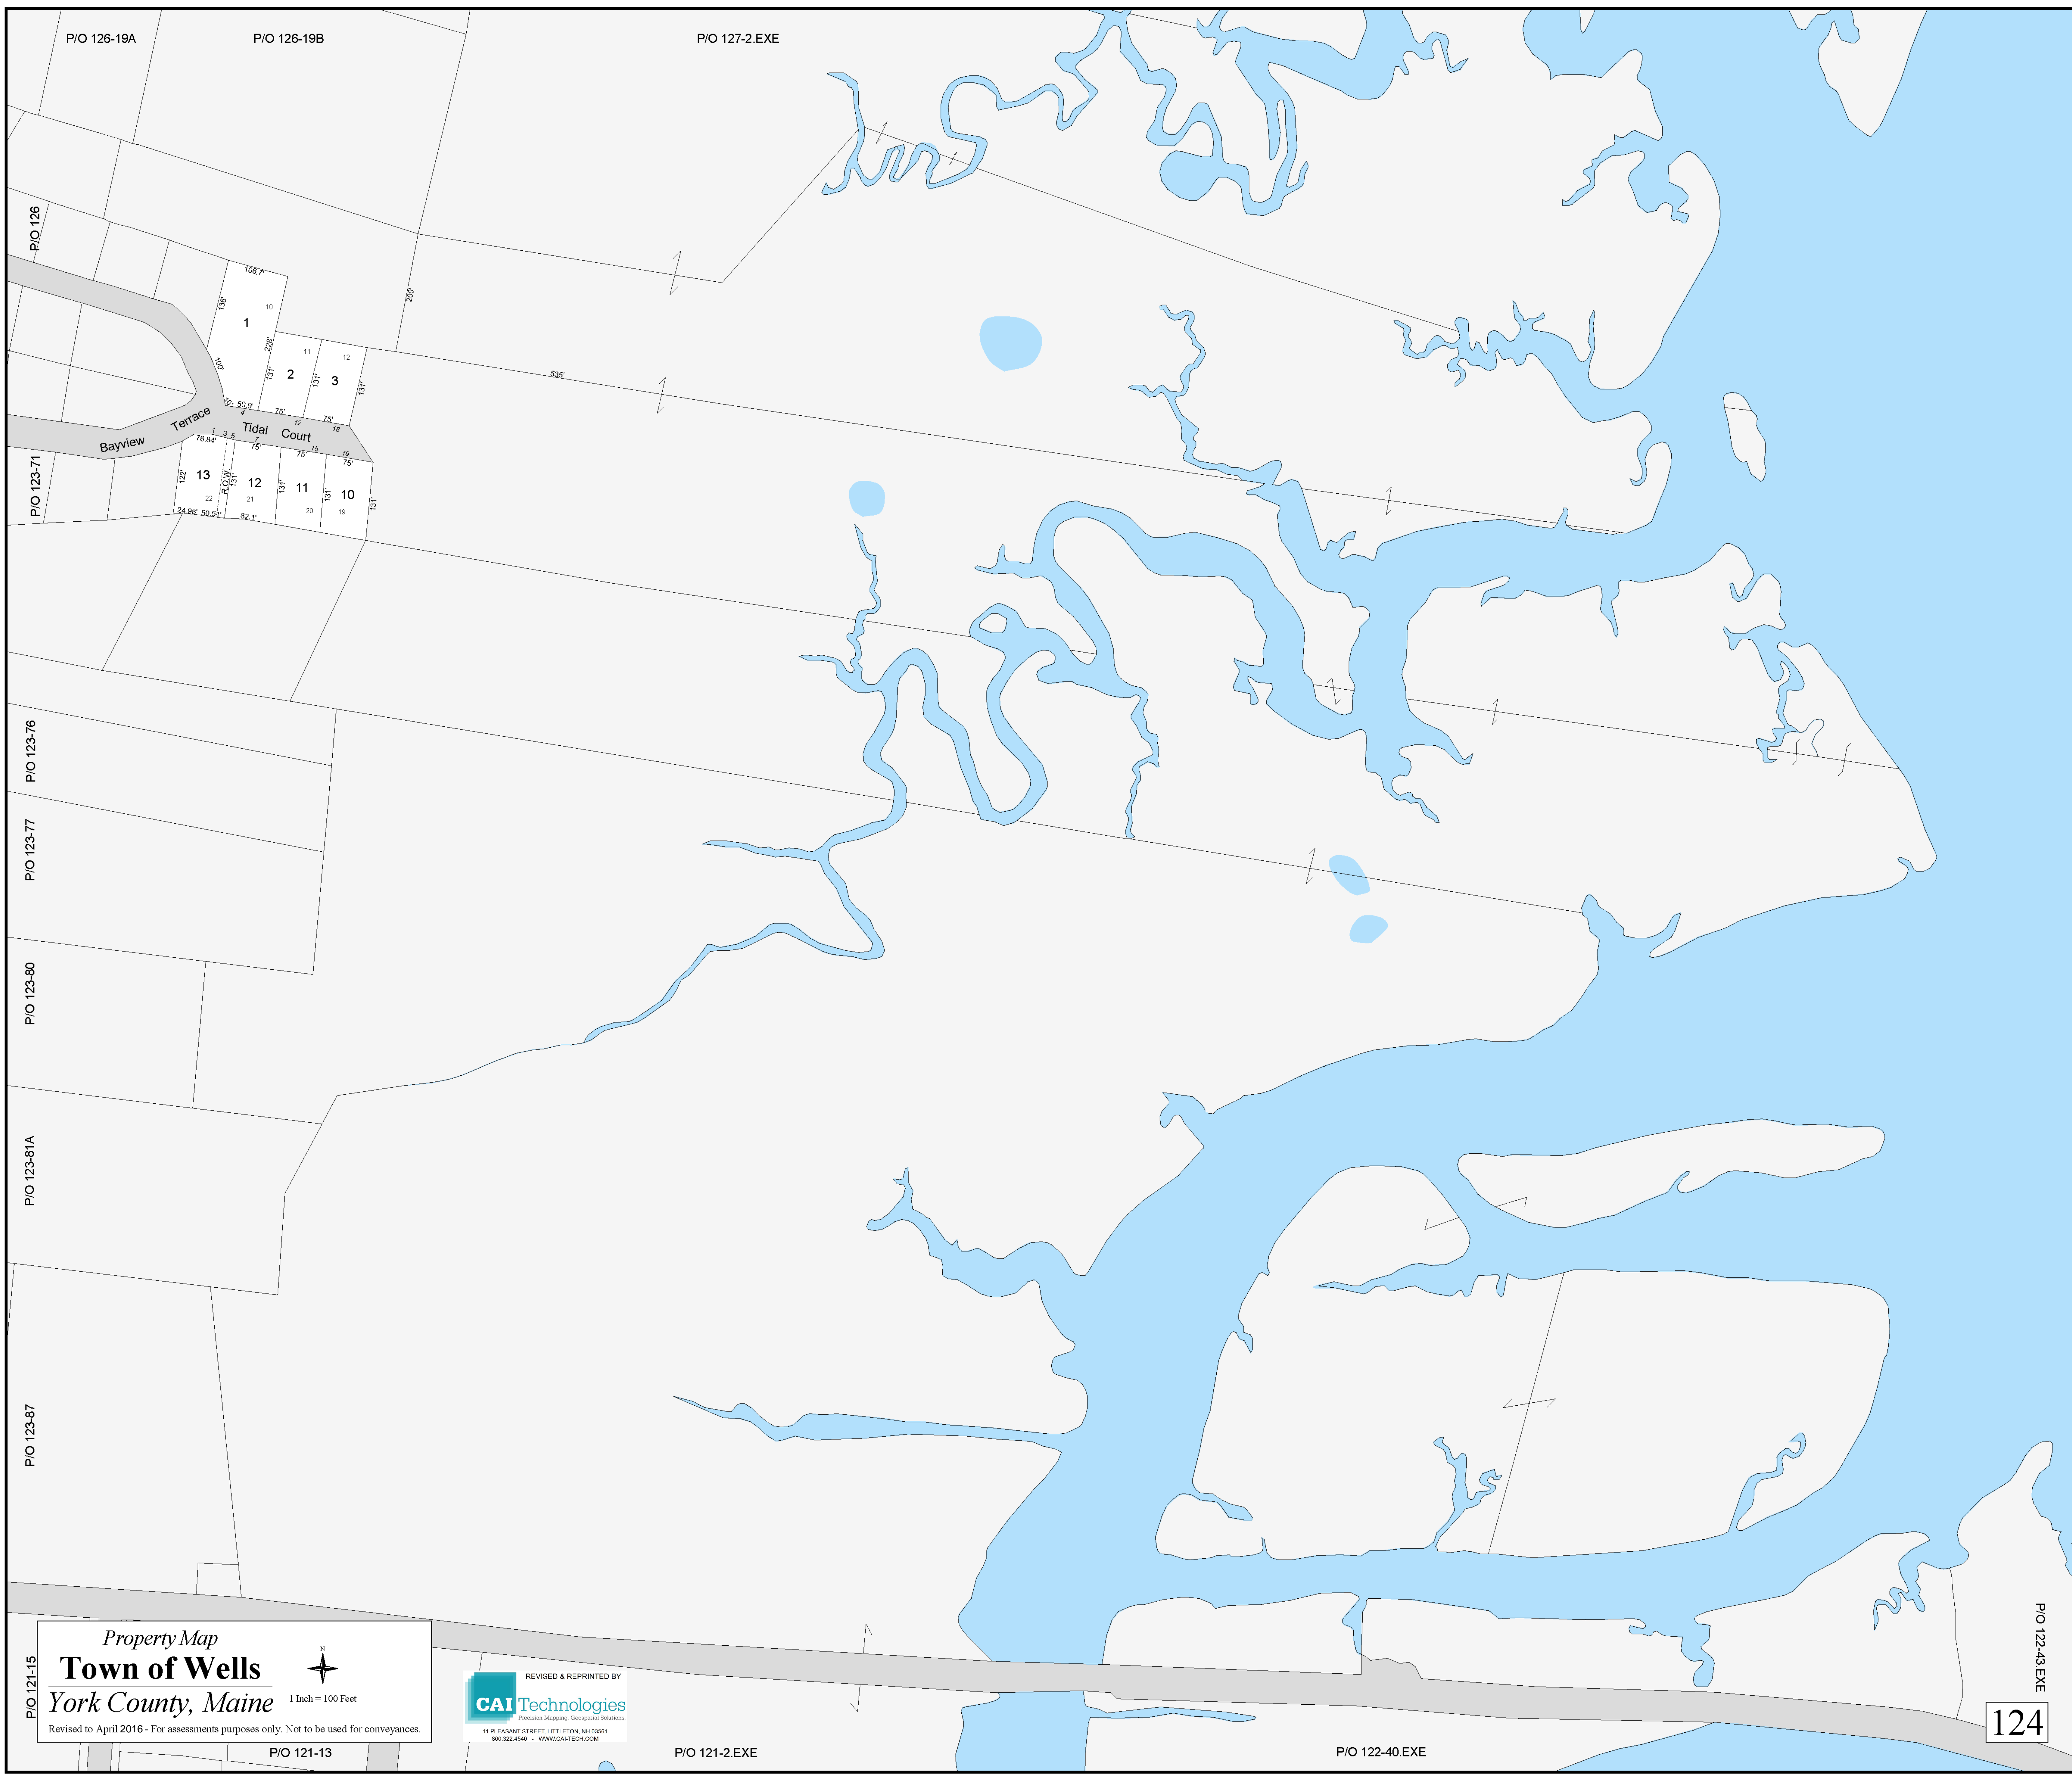 P/O 126-19A
P/O 126-19B
P/O 127-2.EXE
P/O 126
106.7'
136'
10
1
200'
228'
100'
11
12
2
3
131'
131'
131'
535'
10'
50.9'
75'
75'
4
12
18
Bayview Terrace
Tidal Court
1
3
5
7
15
19
76.84'
75'
75'
75'
P/O 123-71
122'
13
R.O.W.
131'
12
131'
11
131'
10
131'
22
21
20
19
24.98'
50.51'
82.1'
P/O 123-76
P/O 123-77
P/O 123-80
P/O 123-81A
P/O 123-87
P/O 121-15
Property Map
Town of Wells
York County, Maine
N
1 Inch = 100 Feet
Revised to April 2016 - For assessments purposes only. Not to be used for conveyances.
REVISED & REPRINTED BY
CAI Technologies
Precision Mapping. Geospatial Solutions.
11 PLEASANT STREET, LITTLETON, NH 03561
800.322.4540 - WWW.CAI-TECH.COM
P/O 122-43.EXE
124
P/O 121-13
P/O 121-2.EXE
P/O 122-40.EXE